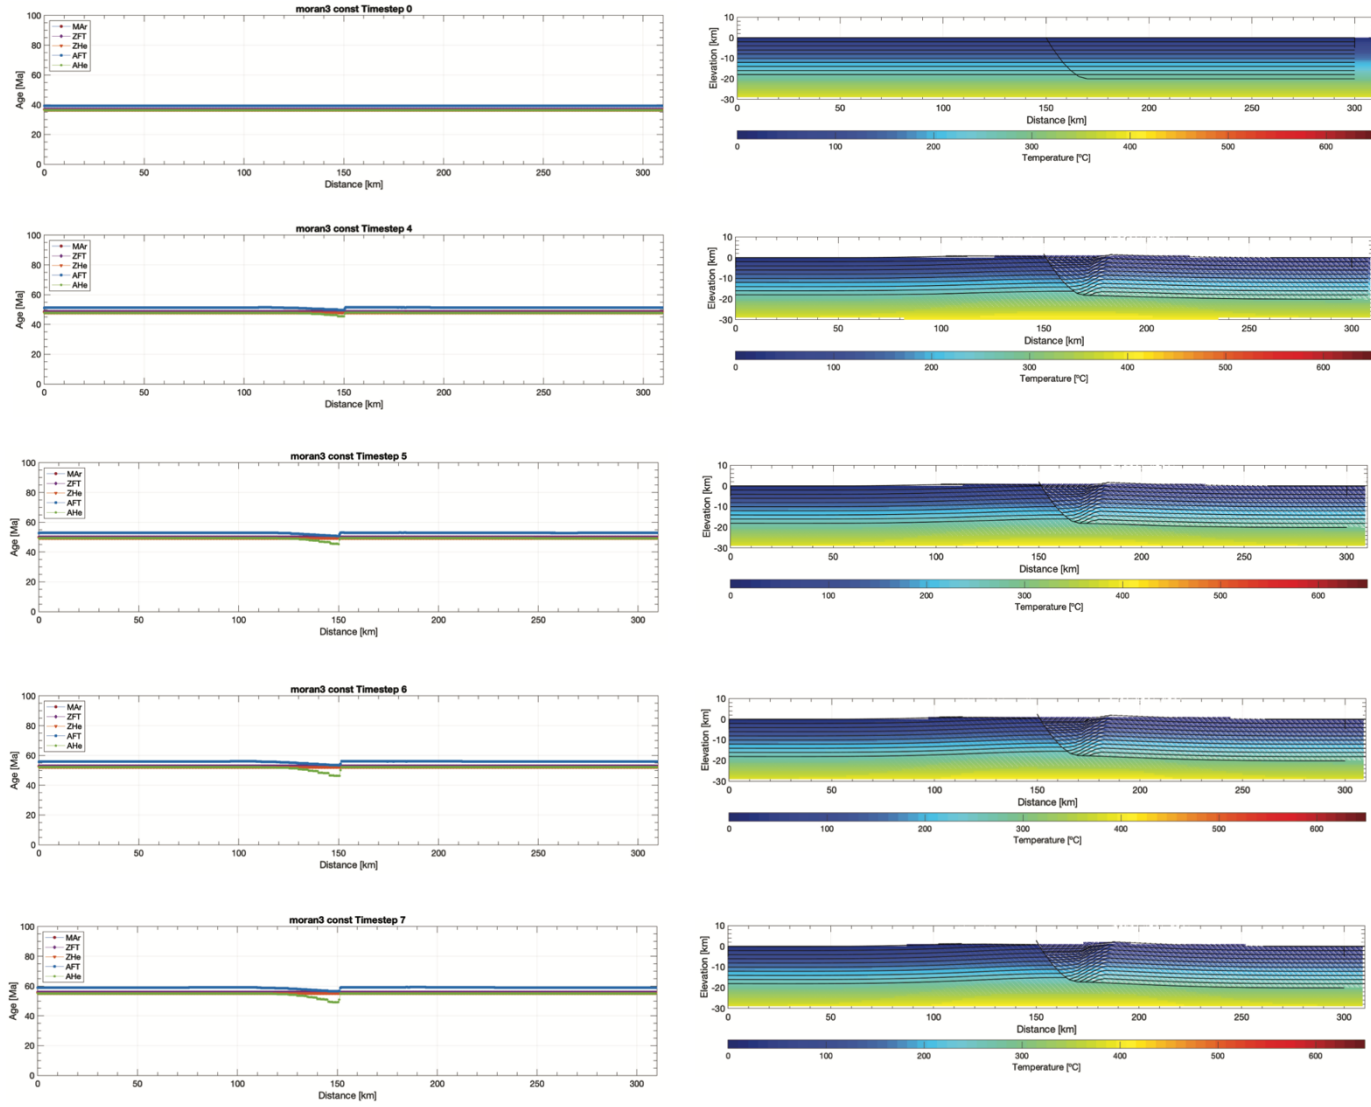 moran3 const Timestep 0
Age [Ma]
100
80
60
40
20
0
MAr
ZFT
ZHe
AFT
AHe
0 50 100 150 200 250 300
Distance [km]
Elevation [km]
10
0
-10
-20
-30
50 100 150 200 250 300
Distance [km]
0 100 200 300 400 500 600
Temperature [ºC]
moran3 const Timestep 4
Age [Ma]
100
80
60
40
20
0
MAr
ZFT
ZHe
AFT
AHe
0 50 100 150 200 250 300
Distance [km]
Elevation [km]
10
0
-10
-20
-30
0 50 100 150 200 250 300
Distance [km]
0 100 200 300 400 500 600
Temperature [ºC]
moran3 const Timestep 5
Age [Ma]
100
80
60
40
20
0
MAr
ZFT
ZHe
AFT
AHe
0 50 100 150 200 250 300
Distance [km]
Elevation [km]
10
0
-10
-20
-30
50 100 150 200 250 300
Distance [km]
0 100 200 300 400 500 600
Temperature [ºC]
moran3 const Timestep 6
Age [Ma]
100
80
60
40
20
0
MAr
ZFT
ZHe
AFT
AHe
0 50 100 150 200 250 300
Distance [km]
Elevation [km]
10
0
-10
-20
-30
0 50 100 150 200 250 300
Distance [km]
0 100 200 300 400 500 600
Temperature [ºC]
moran3 const Timestep 7
Age [Ma]
100
80
60
40
20
0
MAr
ZFT
ZHe
AFT
AHe
0 50 100 150 200 250 300
Distance [km]
Elevation [km]
10
0
-10
-20
-30
0 50 100 150 200 250 300
Distance [km]
0 100 200 300 400 500 600
Temperature [ºC]